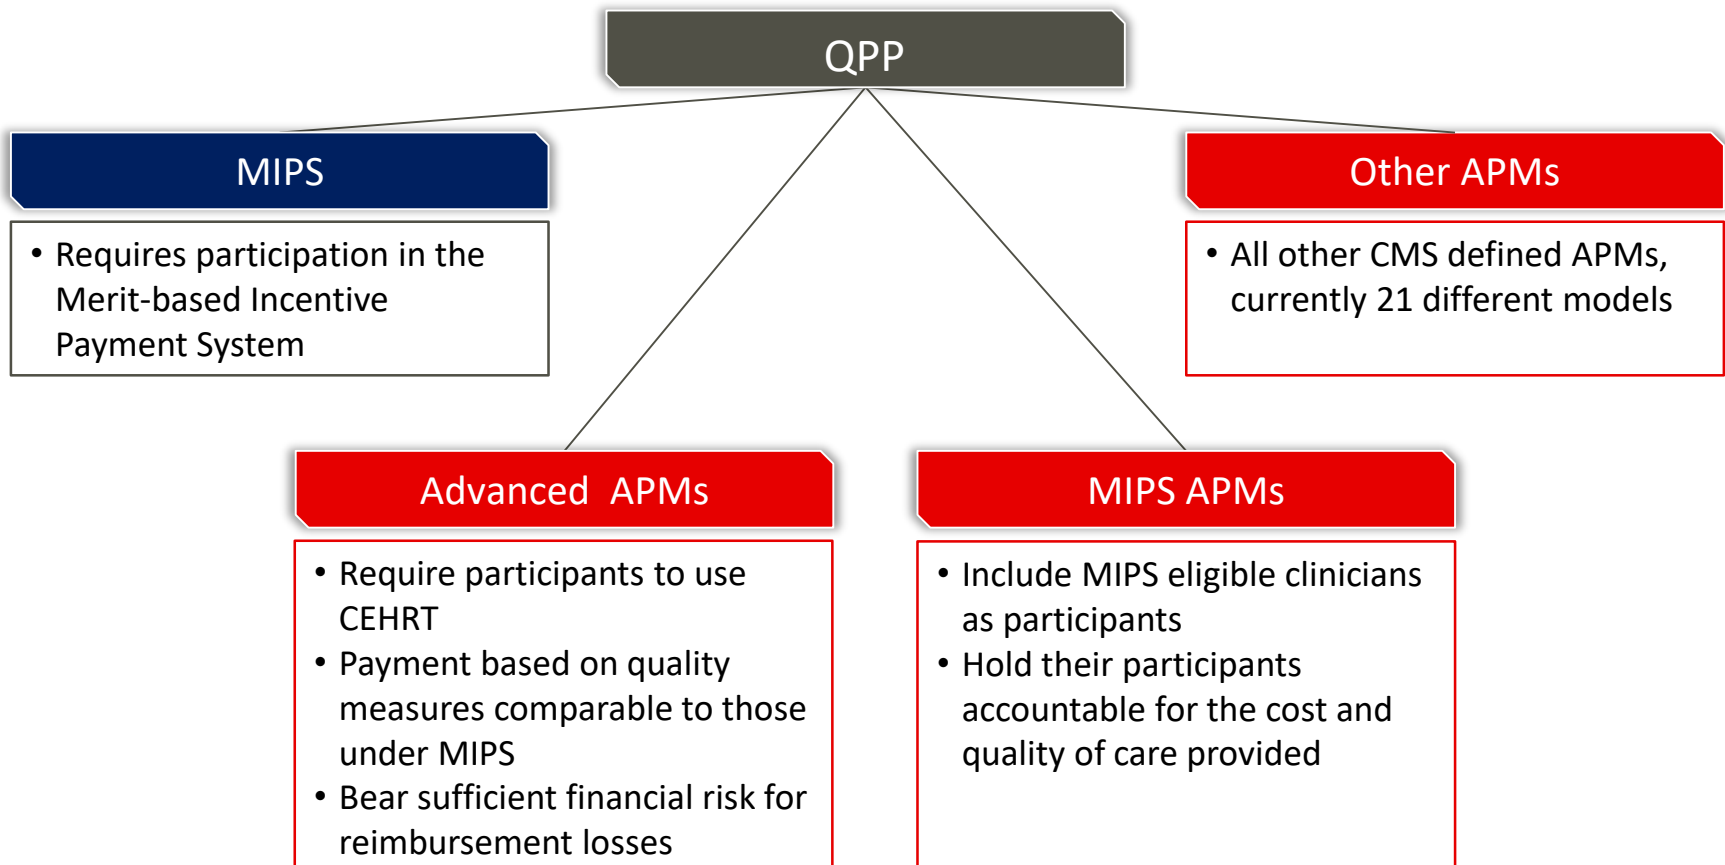 QPP
MIPS
• Requires participation in the
Merit-based Incentive
Payment System
Other APMs
• All other CMS defined APMs,
currently 21 different models
Advanced  APMs
• Require participants to use
CEHRT
• Payment based on quality
measures comparable to those
under MIPS
• Bear sufficient financial risk for
reimbursement losses
MIPS APMs
• Include MIPS eligible clinicians
as participants
• Hold their participants
accountable for the cost and
quality of care provided